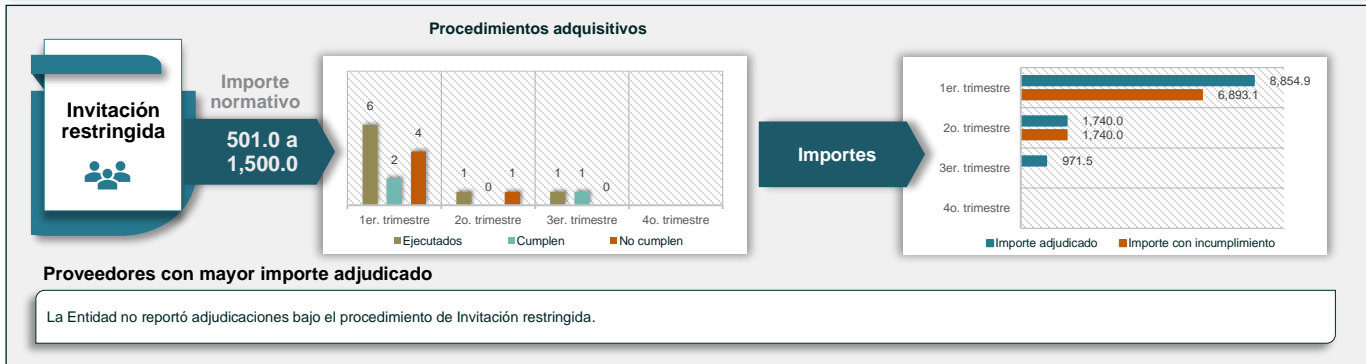 Procedimientos adquisitivos
Invitación
restringida
Importe
normativo
501.0 a
1,500.0
6
2
4
1
0
1
1
1
0
1er. trimestre
2o. trimestre
3er. trimestre
4o. trimestre
Ejecutados
Cumplen
No cumplen
Importes
1er. trimestre
8,854.9
6,893.1
2o. trimestre
1,740.0
1,740.0
3er. trimestre
971.5
4o. trimestre
Importe adjudicado
Importe con incumplimiento
Proveedores con mayor importe adjudicado
La Entidad no reportó adjudicaciones bajo el procedimiento de Invitación restringida.